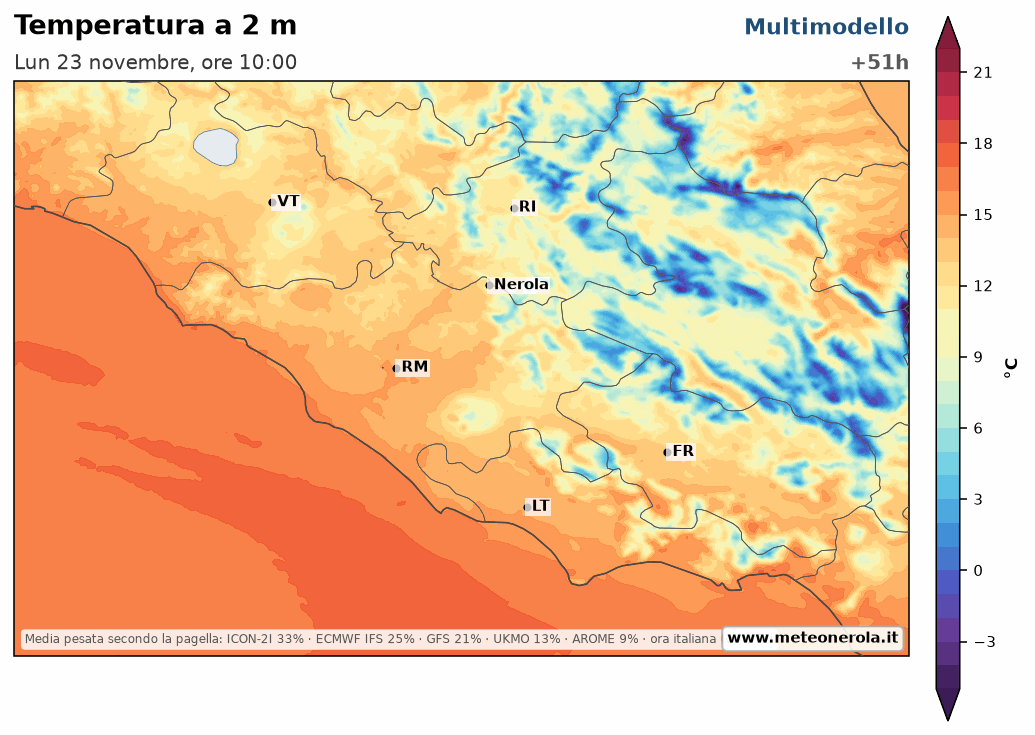 Temperatura a 2 m
Multimodello
Lun 23 novembre, ore 10:00
+51h
21
18
15
12
9
6
3
0
−3
°C
VT
RI
Nerola
RM
FR
LT
Media pesata secondo la pagella: ICON-2I 33% · ECMWF IFS 25% · GFS 21% · UKMO 13% · AROME 9% · ora italiana
www.meteonerola.it